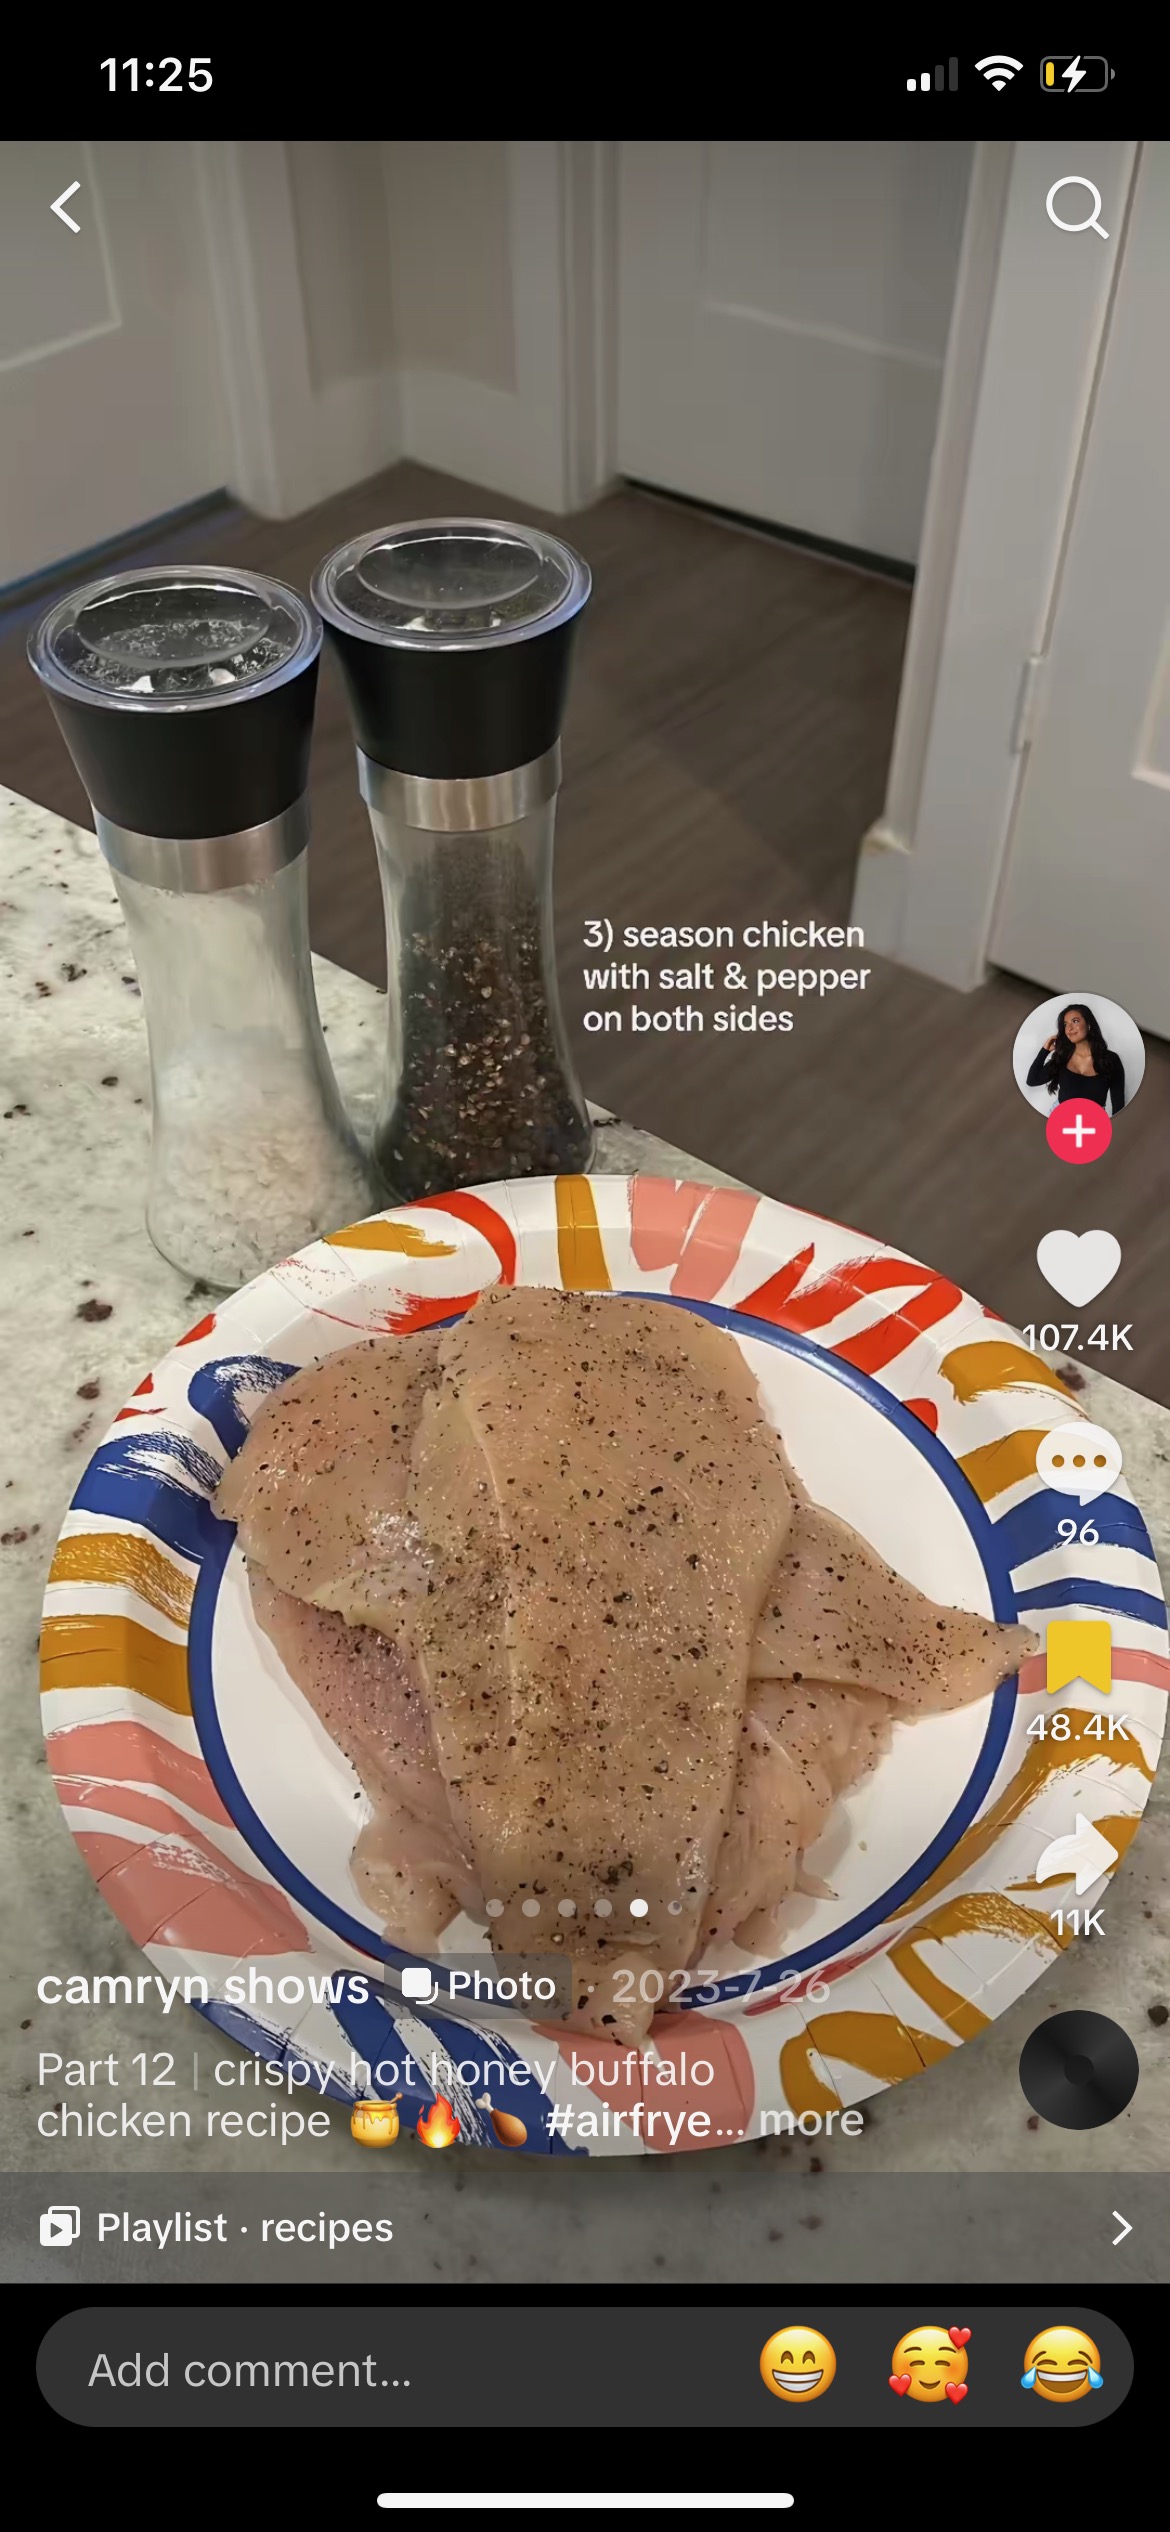 11:25
3) season chicken
with salt & pepper
on both sides
107.4K
96
48.4K
11K
camryn shows Photo · 2023-7-26
Part 12 | crispy hot honey buffalo
chicken recipe 🍯 🔥 🍗 #airfrye... more
Playlist · recipes
Add comment... 😁 🥰 😂